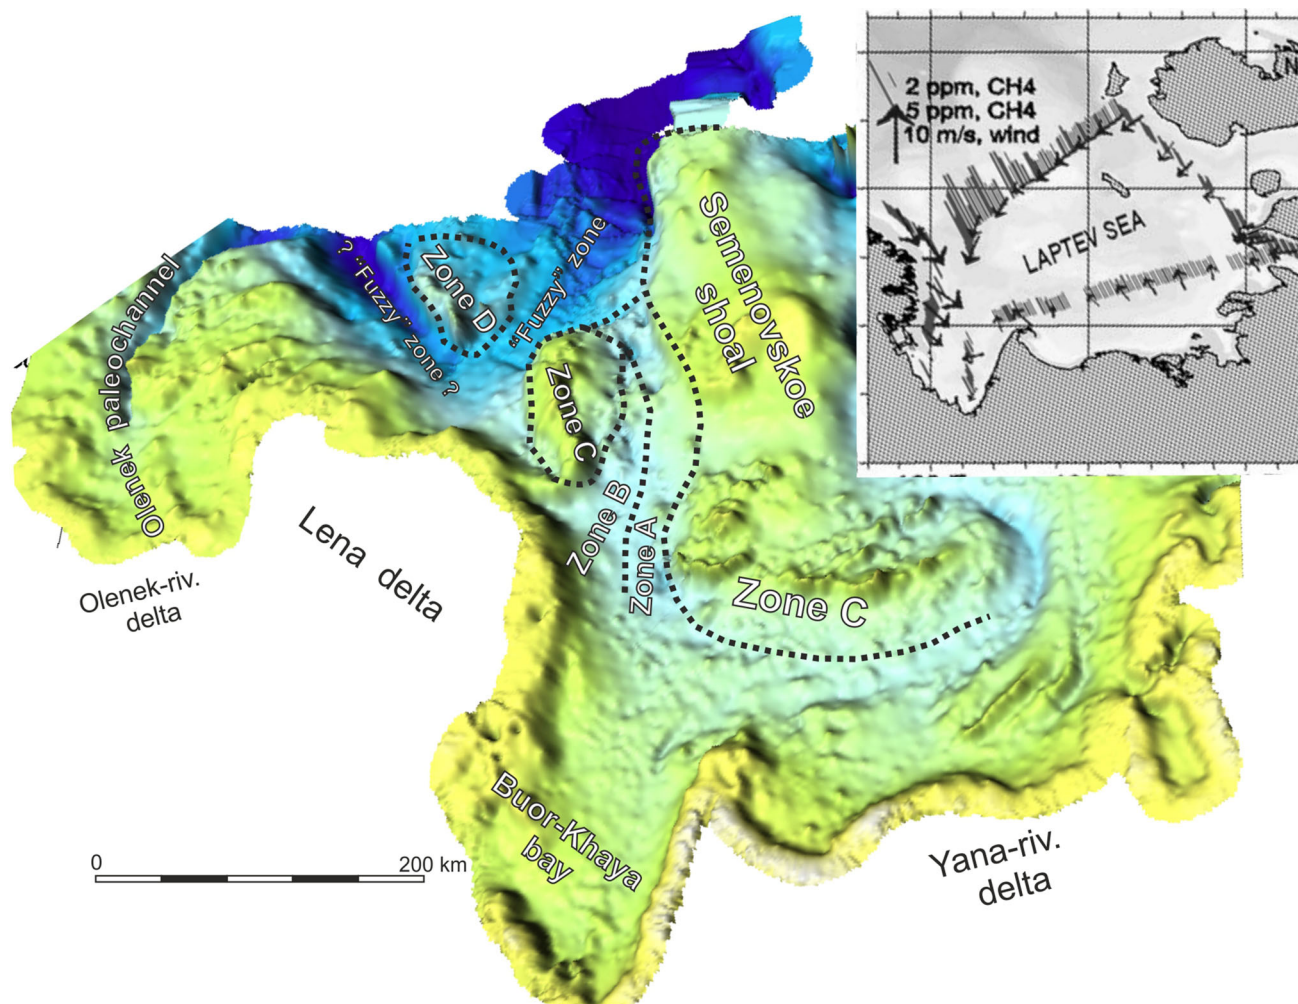 2 ppm, CH4
5 ppm, CH4
10 m/s, wind
N
LAPTEV SEA
Semenovskoe
shoal
Olenek paleochannel
? "Fuzzy" zone ?
Zone D
"Fuzzy" zone
Zone C
Zone B
Zone A
Zone C
Lena delta
Olenek-riv.
delta
Buor-Khaya
bay
Yana-riv.
delta
0
200 km